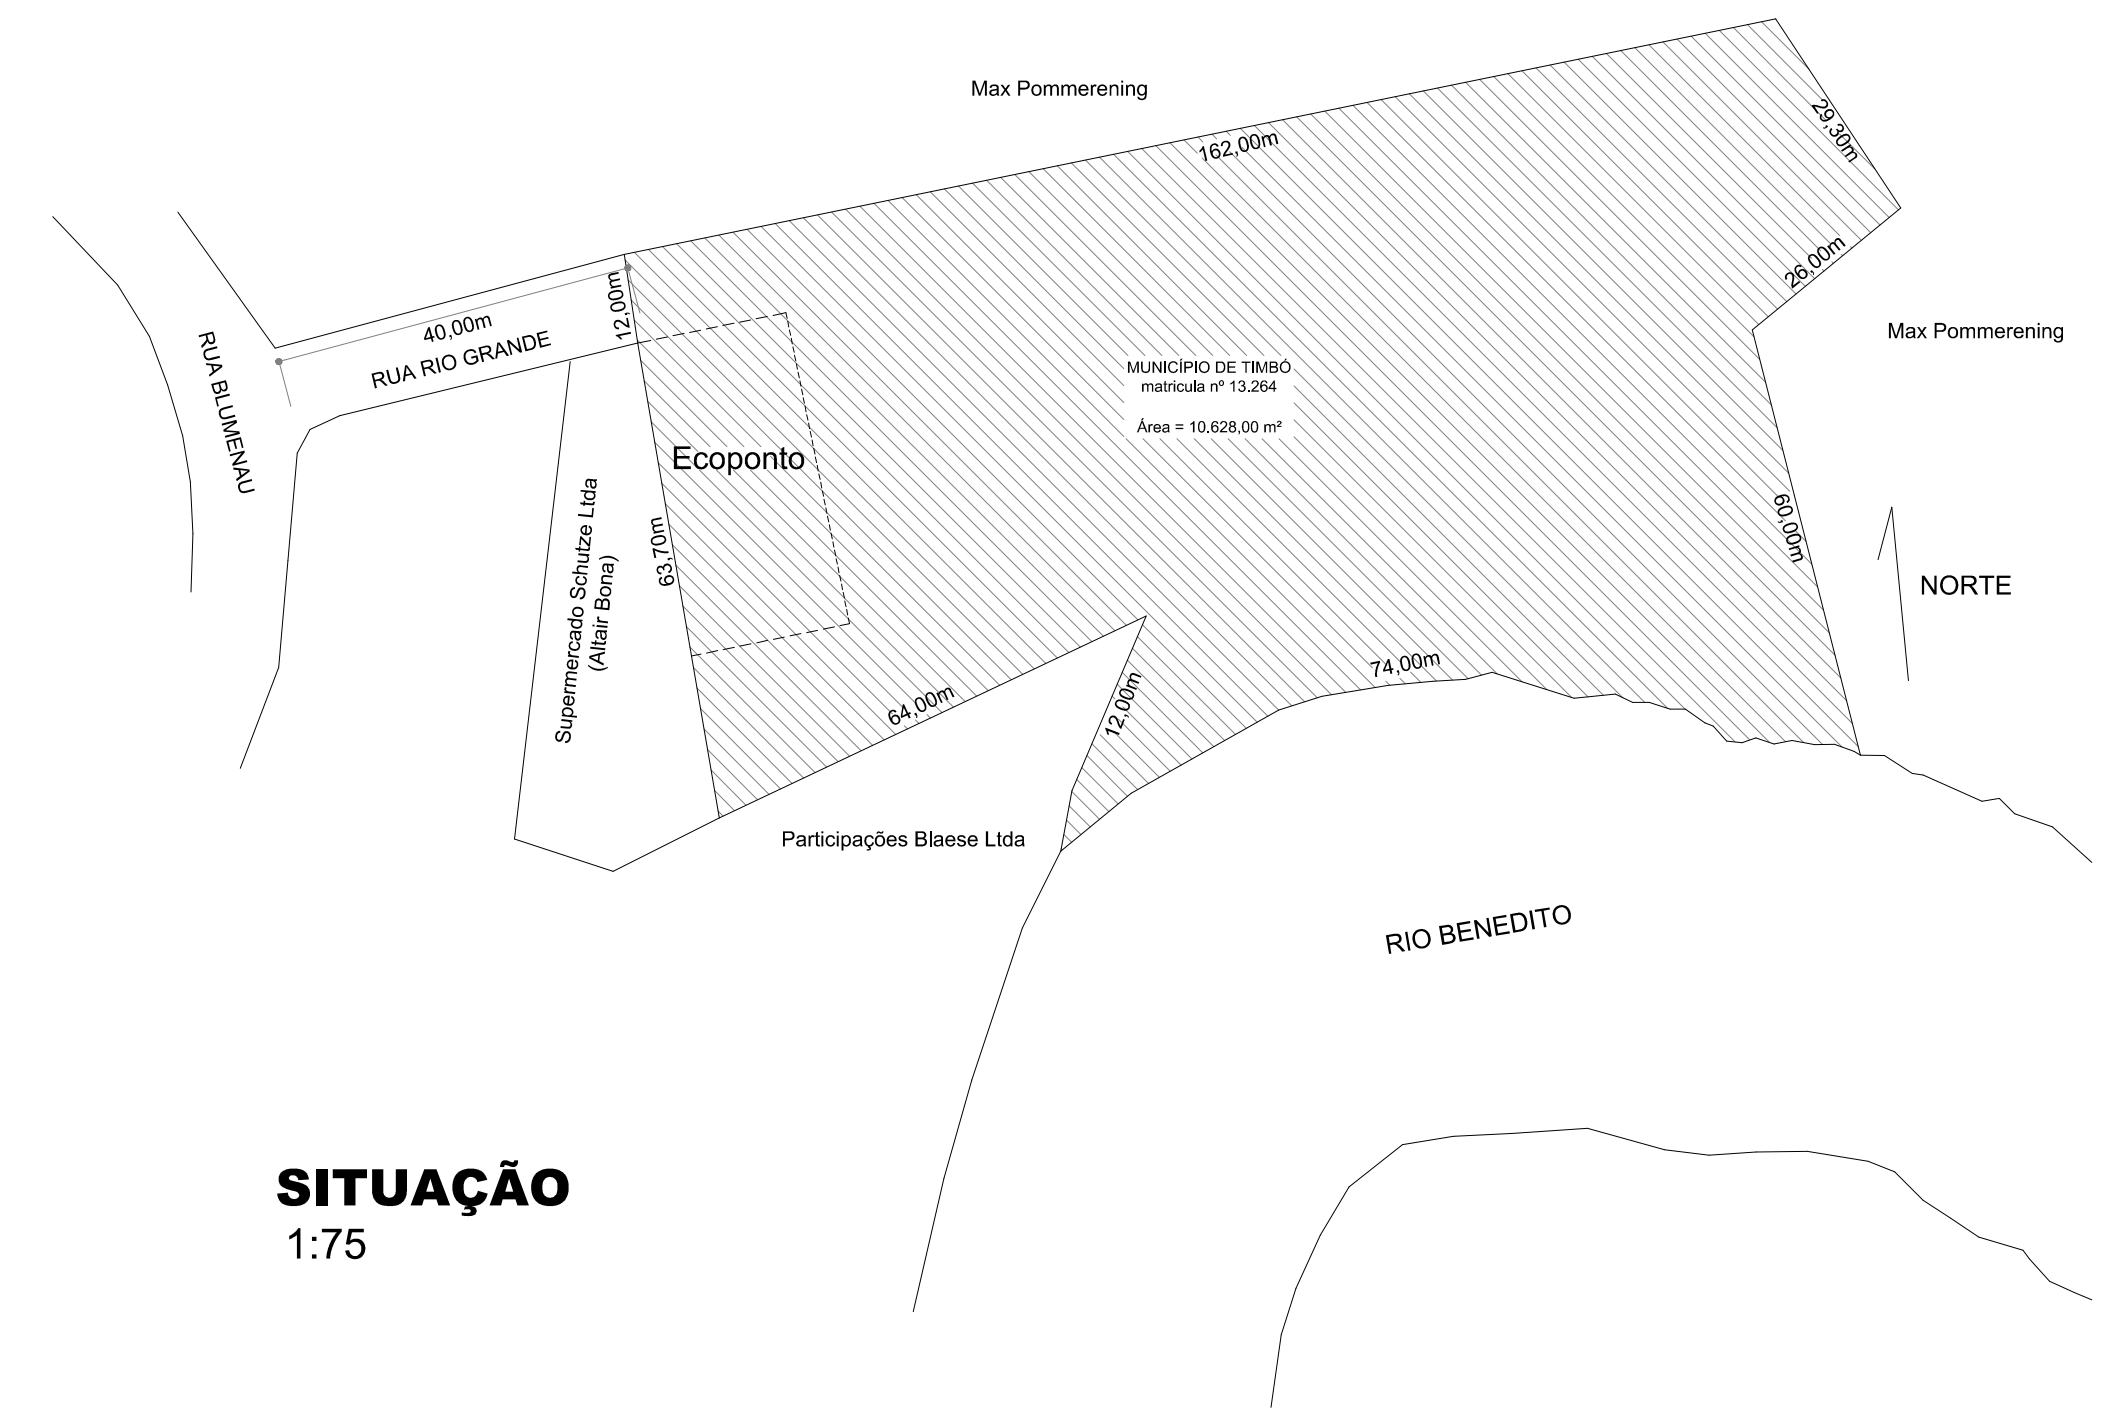 Max Pommerening
162,00m
29,30m
26,00m
Max Pommerening
40,00m
12,00m
RUA RIO GRANDE
RUA BLUMENAU
MUNICÍPIO DE TIMBÓ
matricula nº 13.264
Área = 10.628,00 m²
Ecoponto
63,70m
Supermercado Schutze Ltda
(Altair Bona)
60,00m
NORTE
64,00m
12,00m
74,00m
Participações Blaese Ltda
RIO BENEDITO
SITUAÇÃO
1:75